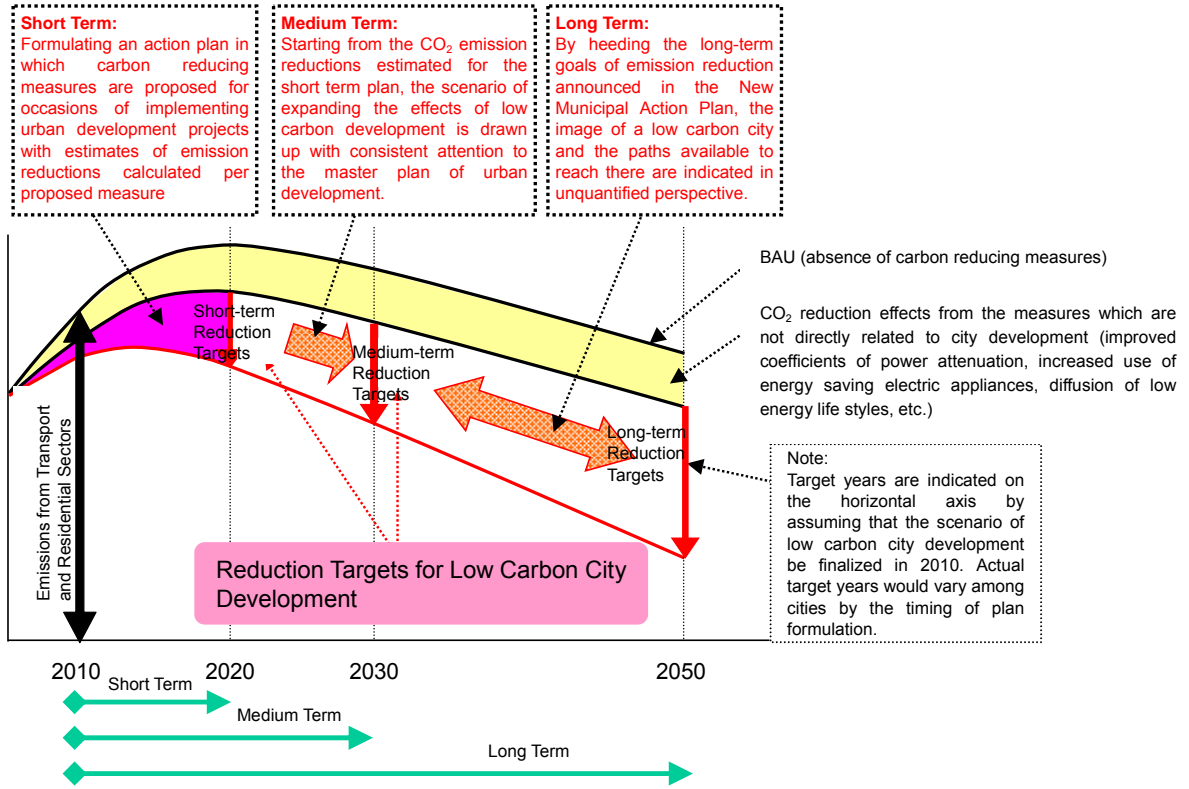 Short Term:
Formulating an action plan in
which carbon reducing
measures are proposed for
occasions of implementing
urban development projects
with estimates of emission
reductions calculated per
proposed measure
Medium Term:
Starting from the CO₂ emission
reductions estimated for the
short term plan, the scenario of
expanding the effects of low
carbon development is drawn
up with consistent attention to
the master plan of urban
development.
Long Term:
By heeding the long-term
goals of emission reduction
announced in the New
Municipal Action Plan, the
image of a low carbon city
and the paths available to
reach there are indicated in
unquantified perspective.
BAU (absence of carbon reducing measures)
CO₂ reduction effects from the measures which are
not directly related to city development (improved
coefficients of power attenuation, increased use of
energy saving electric appliances, diffusion of low
energy life styles, etc.)
Short-term
Reduction
Targets
Medium-term
Reduction
Targets
Long-term
Reduction
Targets
Emissions from Transport
and Residential Sectors
Reduction Targets for Low Carbon City
Development
Note:
Target years are indicated on
the horizontal axis by
assuming that the scenario of
low carbon city development
be finalized in 2010. Actual
target years would vary among
cities by the timing of plan
formulation.
2010
2020
2030
2050
Short Term
Medium Term
Long Term